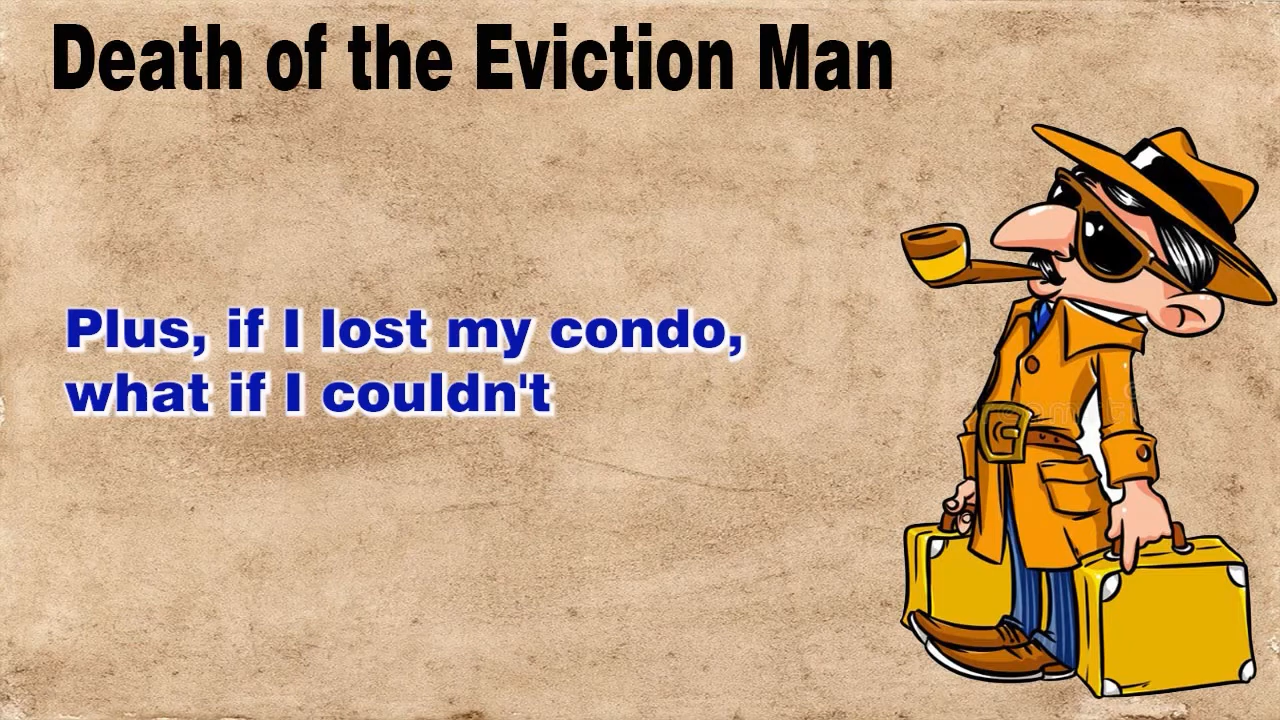 Death of the Eviction Man
Plus, if I lost my condo,
what if I couldn't